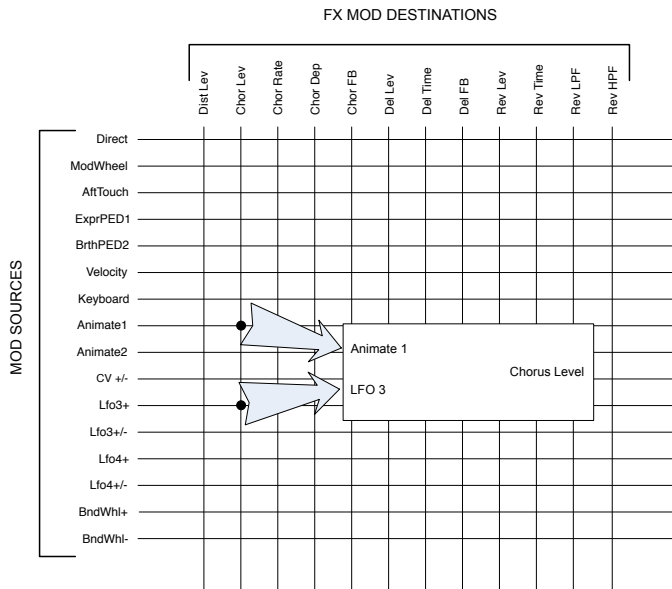 FX MOD DESTINATIONS
Dist Lev
Chor Lev
Chor Rate
Chor Dep
Chor FB
Del Lev
Del Time
Del FB
Rev Lev
Rev Time
Rev LPF
Rev HPF
MOD SOURCES
Direct
ModWheel
AftTouch
ExprPED1
BrthPED2
Velocity
Keyboard
Animate1
Animate2
CV +/-
Lfo3+
Lfo3+/-
Lfo4+
Lfo4+/-
BndWhl+
BndWhl-
Animate 1
Chorus Level
LFO 3